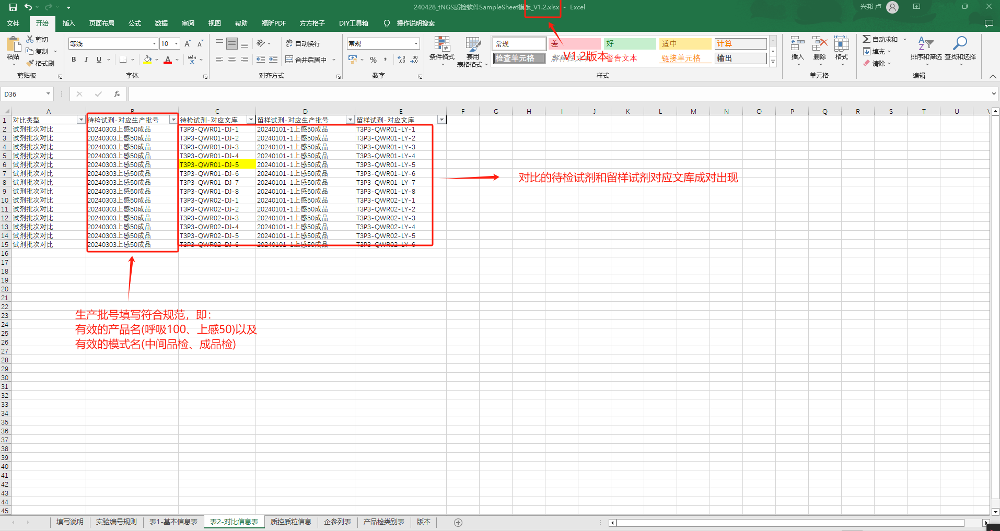 240428_tNGS质检软件SampleSheet模板_V1.2.xlsx - Excel
兴邦 卢
文件 开始 插入 页面布局 公式 数据 审阅 视图 帮助 福昕PDF 方方格子 DIY工具箱 操作说明搜索
粘贴 剪切 复制 格式刷
剪贴板
等线 10
B I U A wén 文
字体
ab 自动换行
合并后居中
对齐方式
常规
% ,
数字
条件格式 套用 表格格式
常规 差 好 适中 计算
检查单元格 解释性文本 警告文本 链接单元格 输出
样式
V1.2版本
插入 删除 格式
单元格
自动求和 填充 清除 排序和筛选 查找和选择
编辑
D36 fx
A B C D E F G H I J K L M N O P Q R S T U
1 对比类型 待检试剂-对应生产批号 待检试剂-对应文库 留样试剂-对应生产批号 留样试剂-对应文库
2 试剂批次对比 20240303上感50成品 T3P3-QWR01-DJ-1 20240101-1上感50成品 T3P3-QWR01-LY-1
3 试剂批次对比 20240303上感50成品 T3P3-QWR01-DJ-2 20240101-1上感50成品 T3P3-QWR01-LY-2
4 试剂批次对比 20240303上感50成品 T3P3-QWR01-DJ-3 20240101-1上感50成品 T3P3-QWR01-LY-3
5 试剂批次对比 20240303上感50成品 T3P3-QWR01-DJ-4 20240101-1上感50成品 T3P3-QWR01-LY-4
6 试剂批次对比 20240303上感50成品 T3P3-QWR01-DJ-5 20240101-1上感50成品 T3P3-QWR01-LY-5
7 试剂批次对比 20240303上感50成品 T3P3-QWR01-DJ-6 20240101-1上感50成品 T3P3-QWR01-LY-6
8 试剂批次对比 20240303上感50成品 T3P3-QWR01-DJ-7 20240101-1上感50成品 T3P3-QWR01-LY-7
9 试剂批次对比 20240303上感50成品 T3P3-QWR01-DJ-8 20240101-1上感50成品 T3P3-QWR01-LY-8
10 试剂批次对比 20240303上感50成品 T3P3-QWR02-DJ-1 20240101-1上感50成品 T3P3-QWR02-LY-1
11 试剂批次对比 20240303上感50成品 T3P3-QWR02-DJ-2 20240101-1上感50成品 T3P3-QWR02-LY-2
12 试剂批次对比 20240303上感50成品 T3P3-QWR02-DJ-3 20240101-1上感50成品 T3P3-QWR02-LY-3
13 试剂批次对比 20240303上感50成品 T3P3-QWR02-DJ-4 20240101-1上感50成品 T3P3-QWR02-LY-4
14 试剂批次对比 20240303上感50成品 T3P3-QWR02-DJ-5 20240101-1上感50成品 T3P3-QWR02-LY-5
15 试剂批次对比 20240303上感50成品 T3P3-QWR02-DJ-6 20240101-1上感50成品 T3P3-QWR02-LY-6
对比的待检试剂和留样试剂对应文库成对出现
16
17
18
19
20
21
22
23
24
25
26
27
28
29
30
31
32
33
34
35
36
37
38
39
40
41
42
43
44
45
生产批号填写符合规范，即：
有效的产品名(呼吸100、上感50)以及
有效的模式名(中间品检、成品检)
填写说明 实验编号规则 表1-基本信息表 表2-对比信息表 质控质粒信息 企参列表 产品检类别表 版本